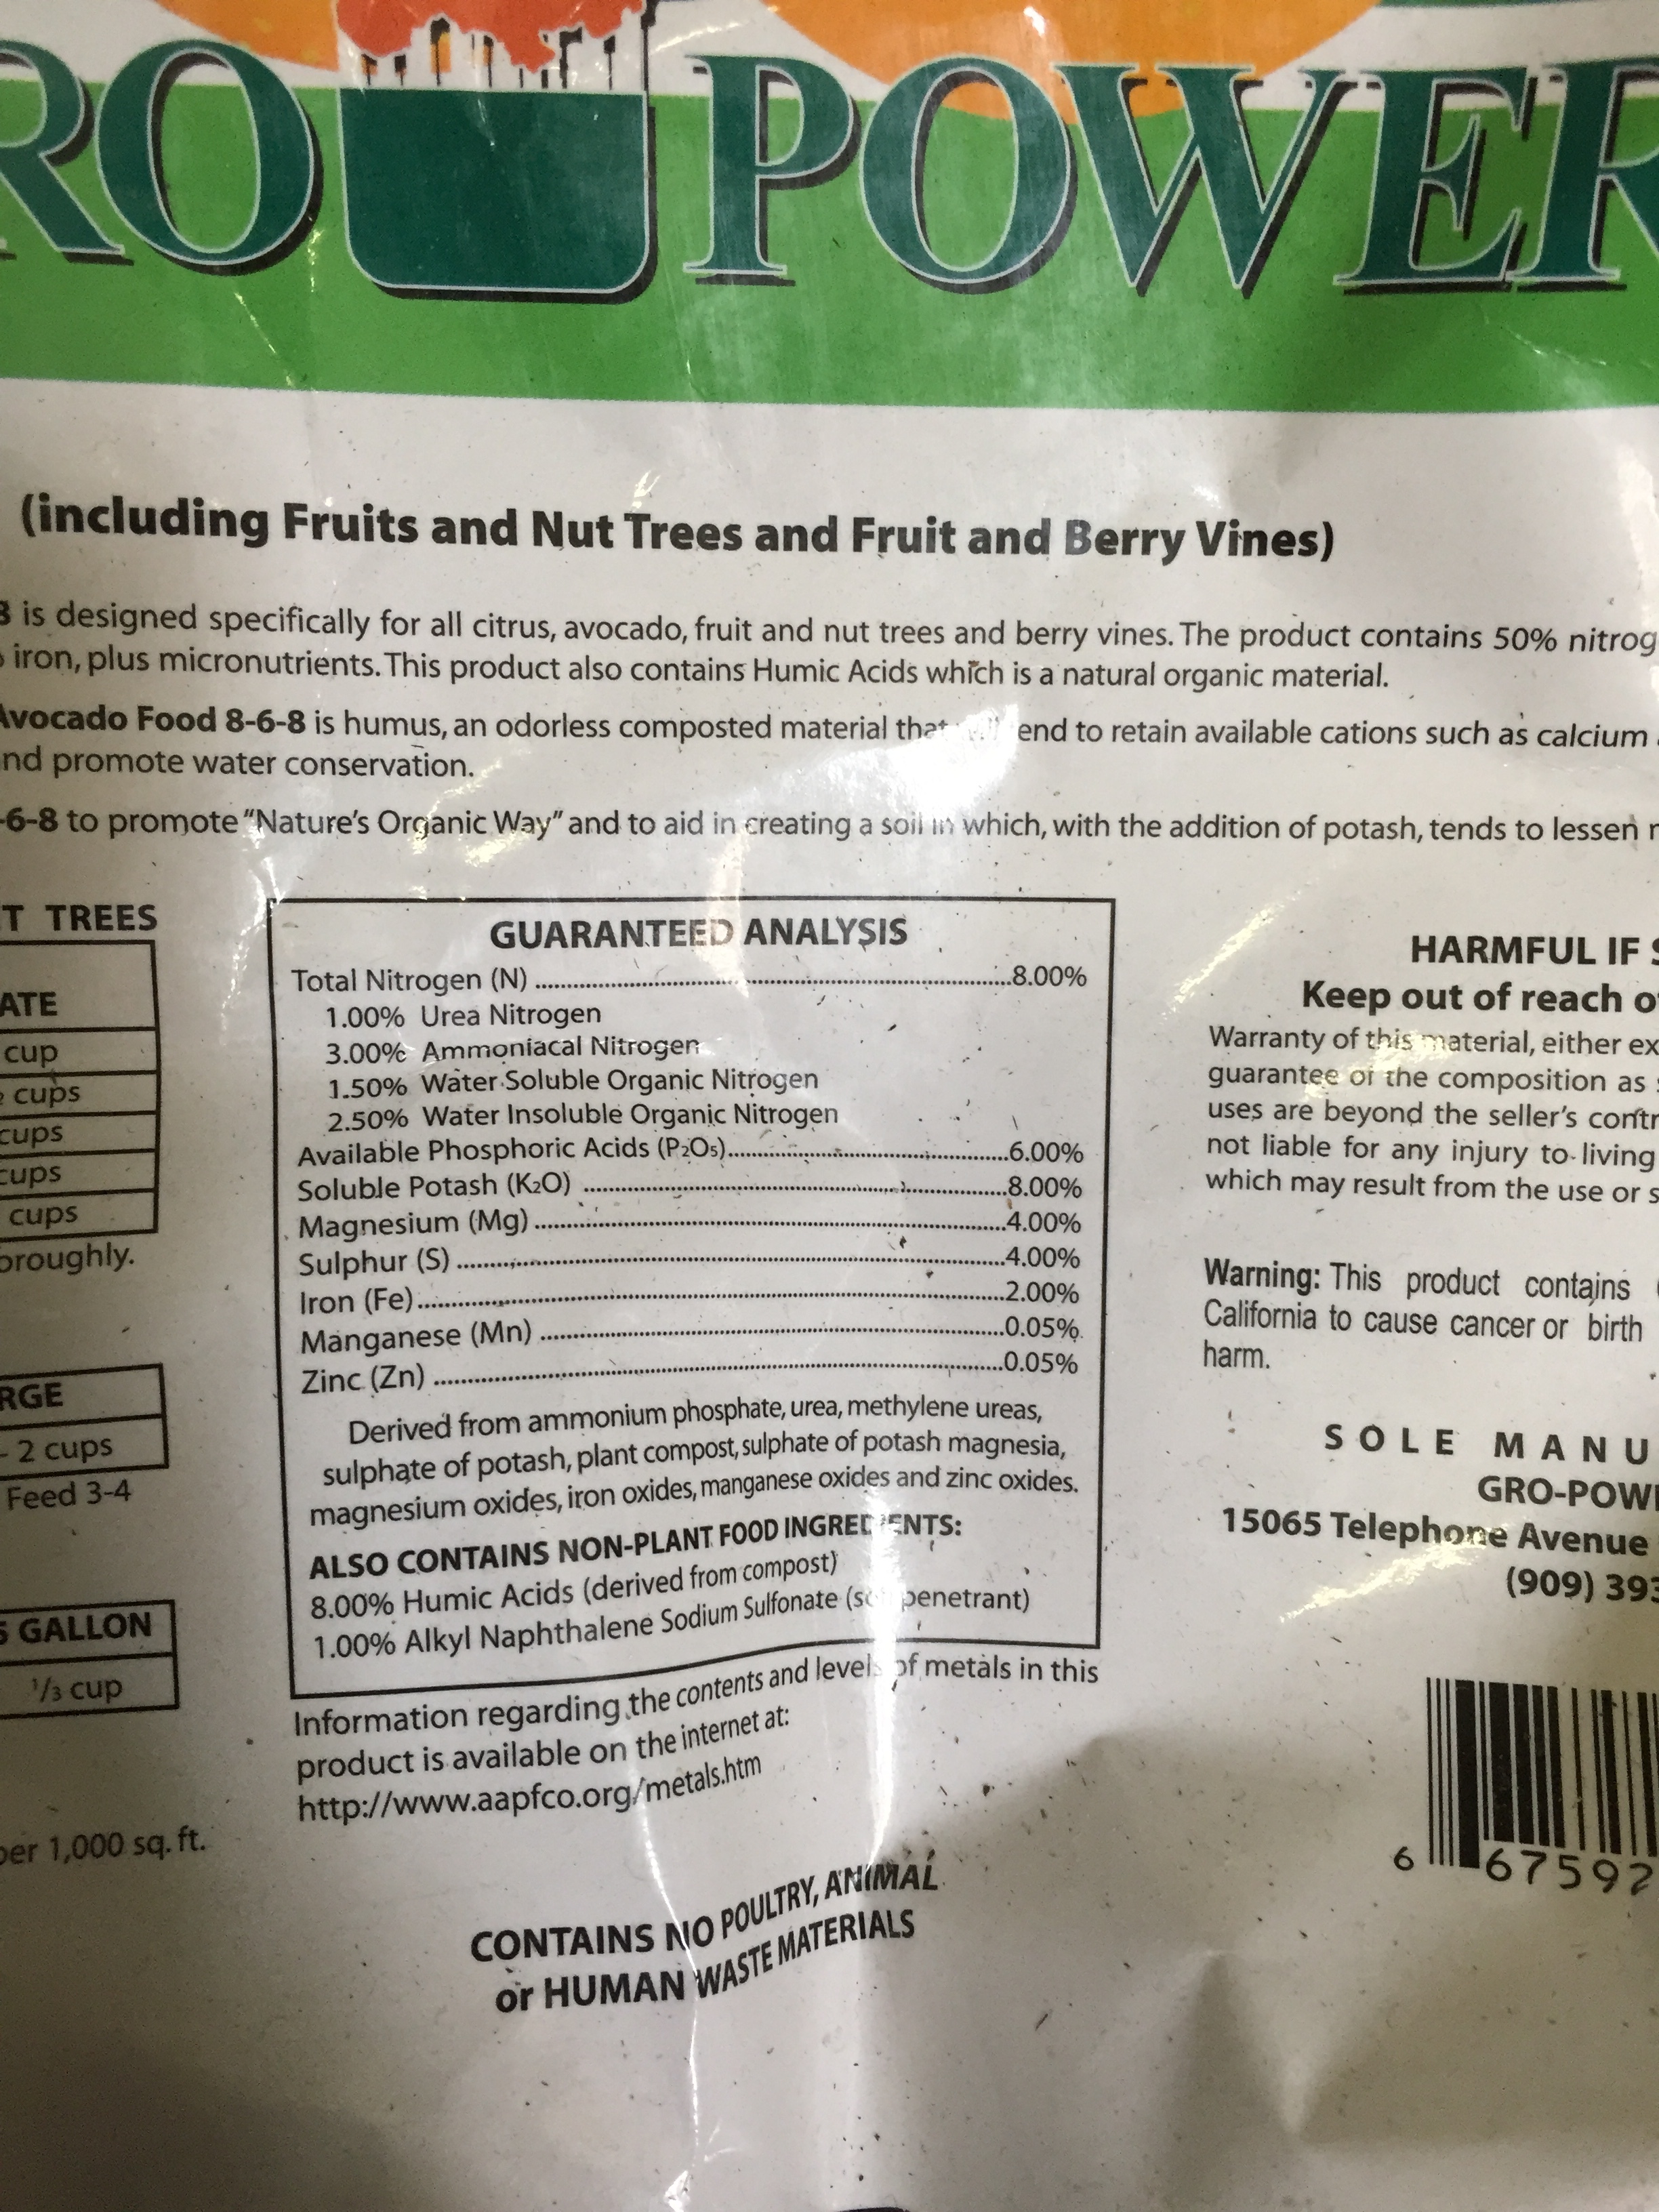 RO POWER
(including Fruits and Nut Trees and Fruit and Berry Vines)
8 is designed specifically for all citrus, avocado, fruit and nut trees and berry vines. The product contains 50% nitrog
iron, plus micronutrients. This product also contains Humic Acids which is a natural organic material.
Avocado Food 8-6-8 is humus, an odorless composted material that end to retain available cations such as calcium
nd promote water conservation.
-6-8 to promote "Nature's Organic Way" and to aid in creating a soil in which, with the addition of potash, tends to lessen
T TREES
ATE
cup
cups
cups
cups
cups
oroughly.
RGE
- 2 cups
Feed 3-4
5 GALLON
1/3 cup
per 1,000 sq. ft.
GUARANTEED ANALYSIS
Total Nitrogen (N) ........ 8.00%
1.00% Urea Nitrogen
3.00% Ammoniacal Nitrogen
1.50% Water Soluble Organic Nitrogen
2.50% Water Insoluble Organic Nitrogen
Available Phosphoric Acids (P₂O₅) ........ 6.00%
Soluble Potash (K₂O) ........ 8.00%
Magnesium (Mg) ........ 4.00%
Sulphur (S) ........ 4.00%
Iron (Fe) ........ 2.00%
Manganese (Mn) ........ 0.05%
Zinc (Zn) ........ 0.05%
Derived from ammonium phosphate, urea, methylene ureas,
sulphate of potash, plant compost, sulphate of potash magnesia,
magnesium oxides, iron oxides, manganese oxides and zinc oxides.
ALSO CONTAINS NON-PLANT FOOD INGREDIENTS:
8.00% Humic Acids (derived from compost)
1.00% Alkyl Naphthalene Sodium Sulfonate (soil penetrant)
Information regarding the contents and levels of metals in this
product is available on the internet at:
http://www.aapfco.org/metals.htm
CONTAINS NO POULTRY, ANIMAL
or HUMAN WASTE MATERIALS
HARMFUL IF S
Keep out of reach o
Warranty of this material, either ex
guarantee of the composition as
uses are beyond the seller's contr
not liable for any injury to living
which may result from the use or s
Warning: This product contains
California to cause cancer or birth
harm.
SOLE MANU
GRO-POW
15065 Telephone Avenue
(909) 393
6 67592